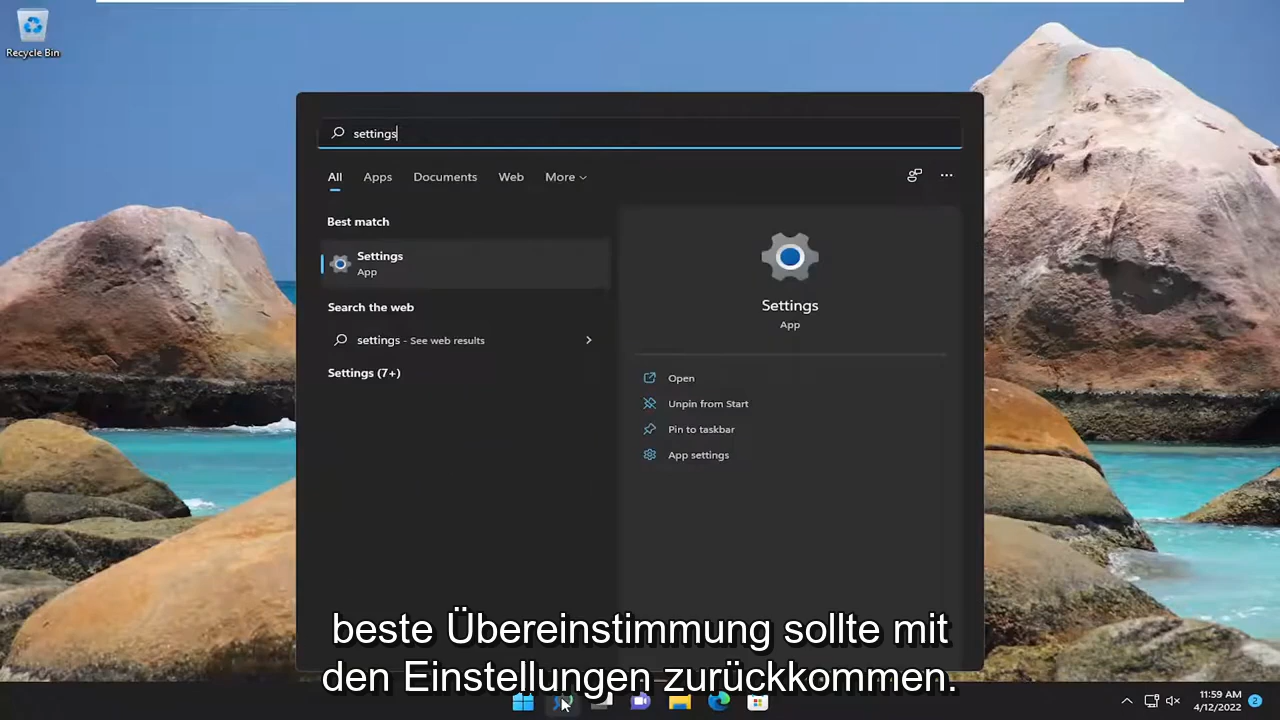 Recycle Bin
settings
All Apps Documents Web More
Best match
Settings
App
Search the web
settings - See web results
Settings (7+)
Settings
App
Open
Unpin from Start
Pin to taskbar
App settings
beste Übereinstimmung sollte mit
den Einstellungen zurückkommen.
11:59 AM
4/12/2022
2